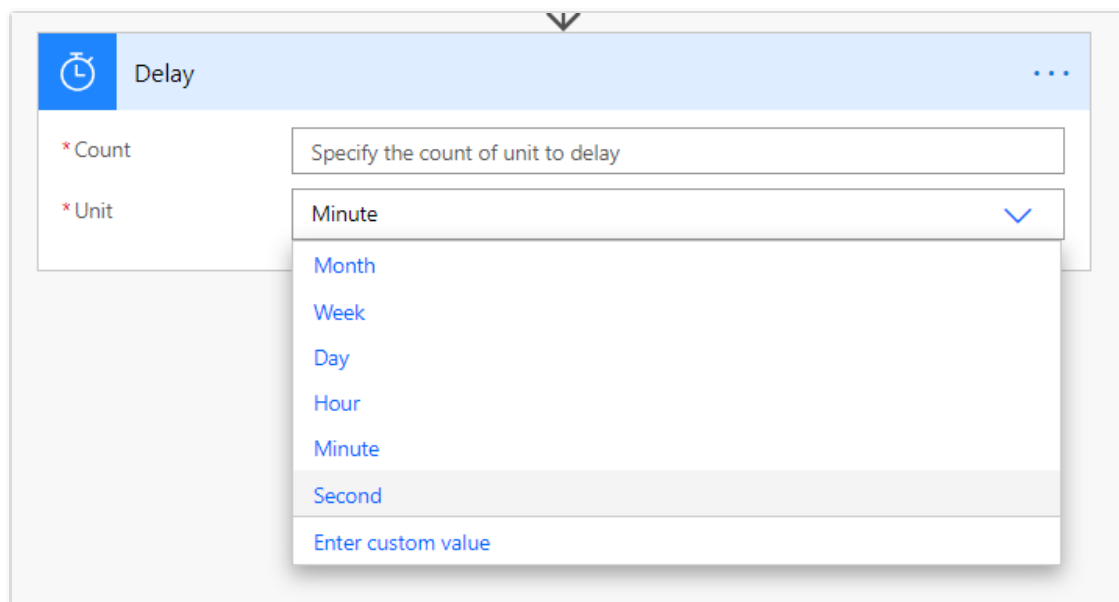 Delay
* Count
Specify the count of unit to delay
* Unit
Minute
Month
Week
Day
Hour
Minute
Second
Enter custom value